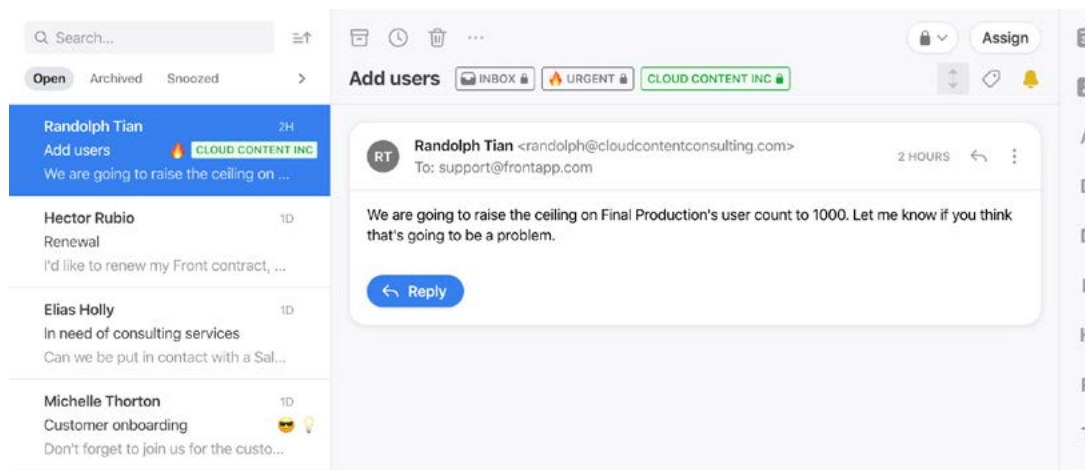 Search...
Open Archived Snoozed
Randolph Tian 2H
Add users CLOUD CONTENT INC
We are going to raise the ceiling on ...
Hector Rubio 1D
Renewal
I'd like to renew my Front contract, ...
Elias Holly 1D
In need of consulting services
Can we be put in contact with a Sal...
Michelle Thorton 1D
Customer onboarding
Don't forget to join us for the custo...
Assign
Add users INBOX URGENT CLOUD CONTENT INC
RT
Randolph Tian <randolph@cloudcontentconsulting.com> 2 HOURS
To: support@frontapp.com
We are going to raise the ceiling on Final Production's user count to 1000. Let me know if you think
that's going to be a problem.
Reply